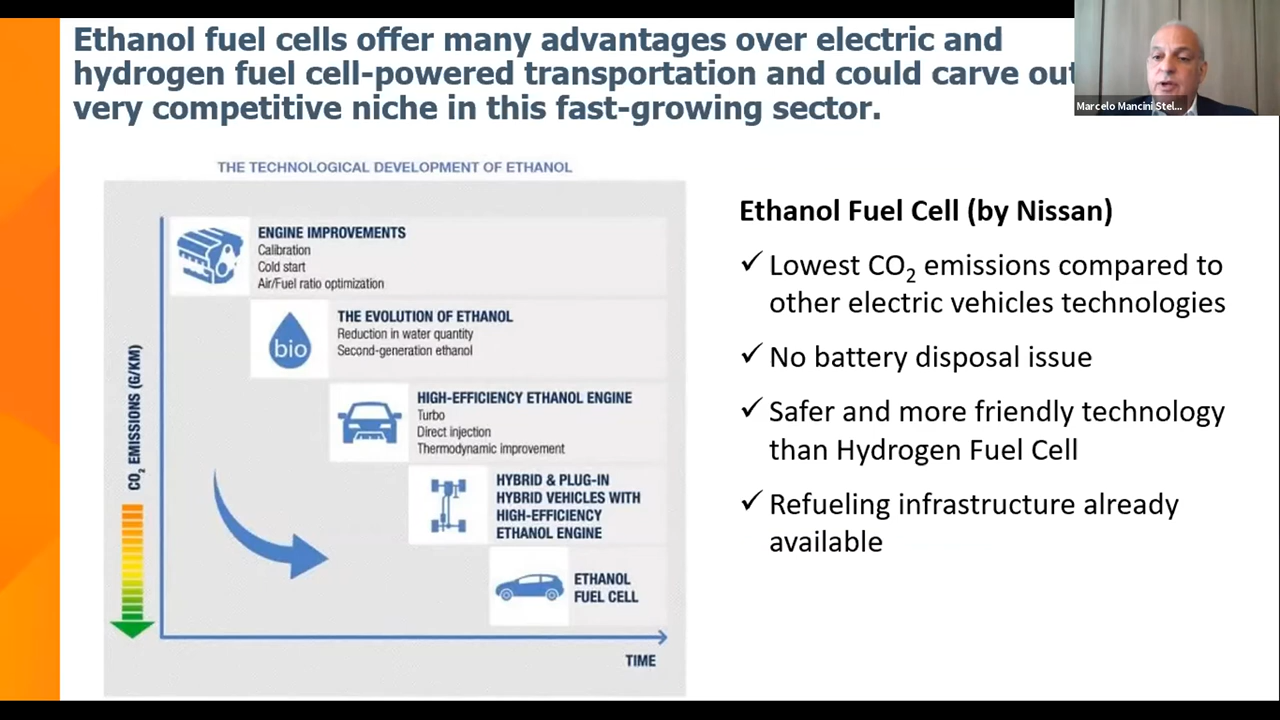 Ethanol fuel cells offer many advantages over electric and
hydrogen fuel cell-powered transportation and could carve out
very competitive niche in this fast-growing sector.
Marcelo Mancini Stel...
THE TECHNOLOGICAL DEVELOPMENT OF ETHANOL
ENGINE IMPROVEMENTS
Calibration
Cold start
Air/Fuel ratio optimization
bio
THE EVOLUTION OF ETHANOL
Reduction in water quantity
Second-generation ethanol
HIGH-EFFICIENCY ETHANOL ENGINE
Turbo
Direct injection
Thermodynamic improvement
HYBRID & PLUG-IN
HYBRID VEHICLES WITH
HIGH-EFFICIENCY
ETHANOL ENGINE
ETHANOL
FUEL CELL
CO₂ EMISSIONS (G/KM)
TIME
Ethanol Fuel Cell (by Nissan)
✓ Lowest CO₂ emissions compared to
other electric vehicles technologies
✓ No battery disposal issue
✓ Safer and more friendly technology
than Hydrogen Fuel Cell
✓ Refueling infrastructure already
available